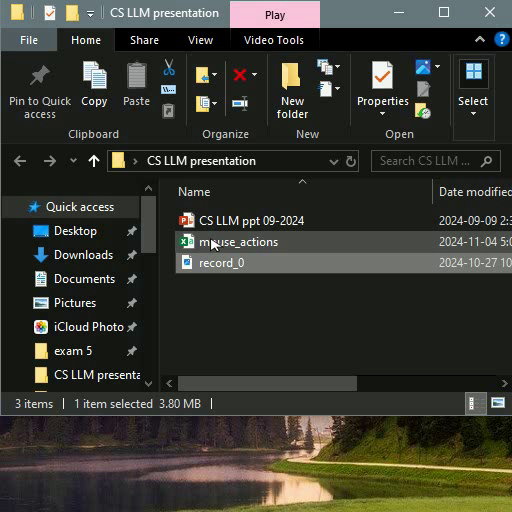 CS LLM presentation
Play
File
Home
Share
View
Video Tools
Pin to Quick access
Copy
Paste
New folder
Properties
Select
Clipboard
Organize
New
Open
CS LLM presentation
Search CS LLM ...
Name
Date modified
Quick access
Desktop
Downloads
Documents
Pictures
iCloud Photo
exam 5
CS LLM presenta
CS LLM ppt 09-2024
2024-09-09 2:3
mouse_actions
2024-11-04 5:0
record_0
2024-10-27 10
3 items
1 item selected 3.80 MB